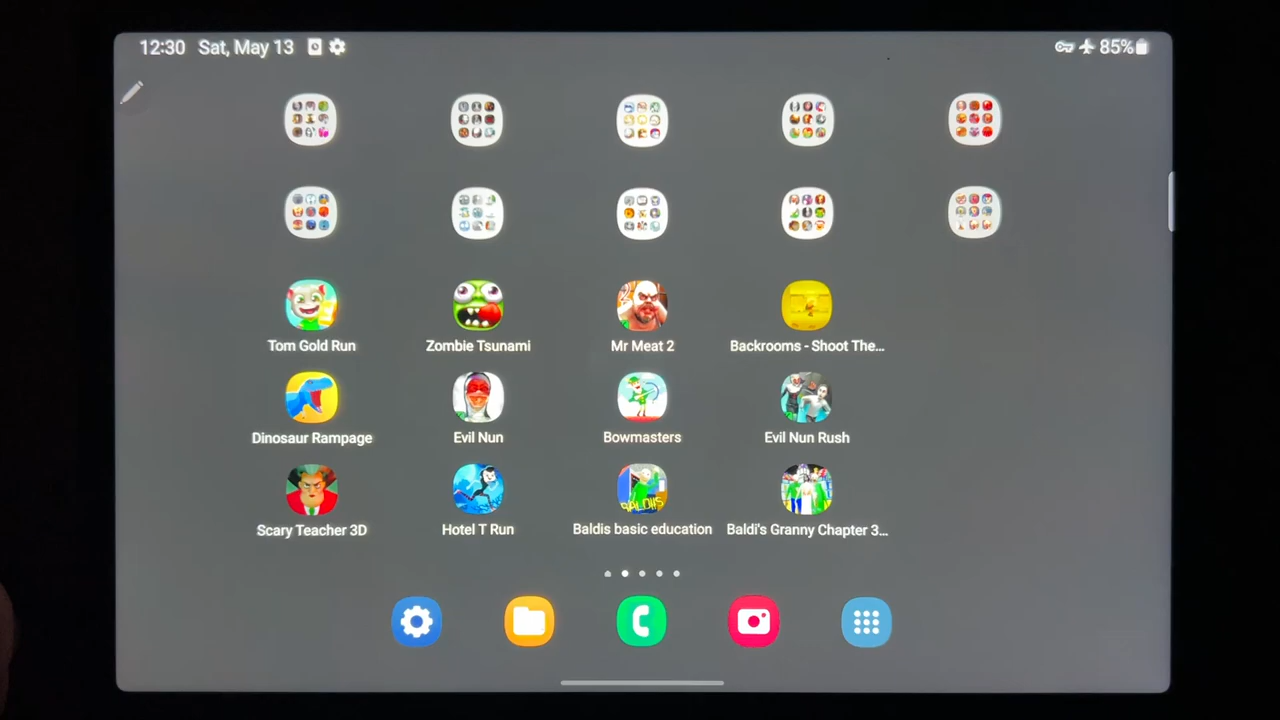 12:30 Sat, May 13
85%
Tom Gold Run
Zombie Tsunami
Mr Meat 2
Backrooms - Shoot The...
Dinosaur Rampage
Evil Nun
Bowmasters
Evil Nun Rush
Scary Teacher 3D
Hotel T Run
Baldis basic education
Baldi's Granny Chapter 3...